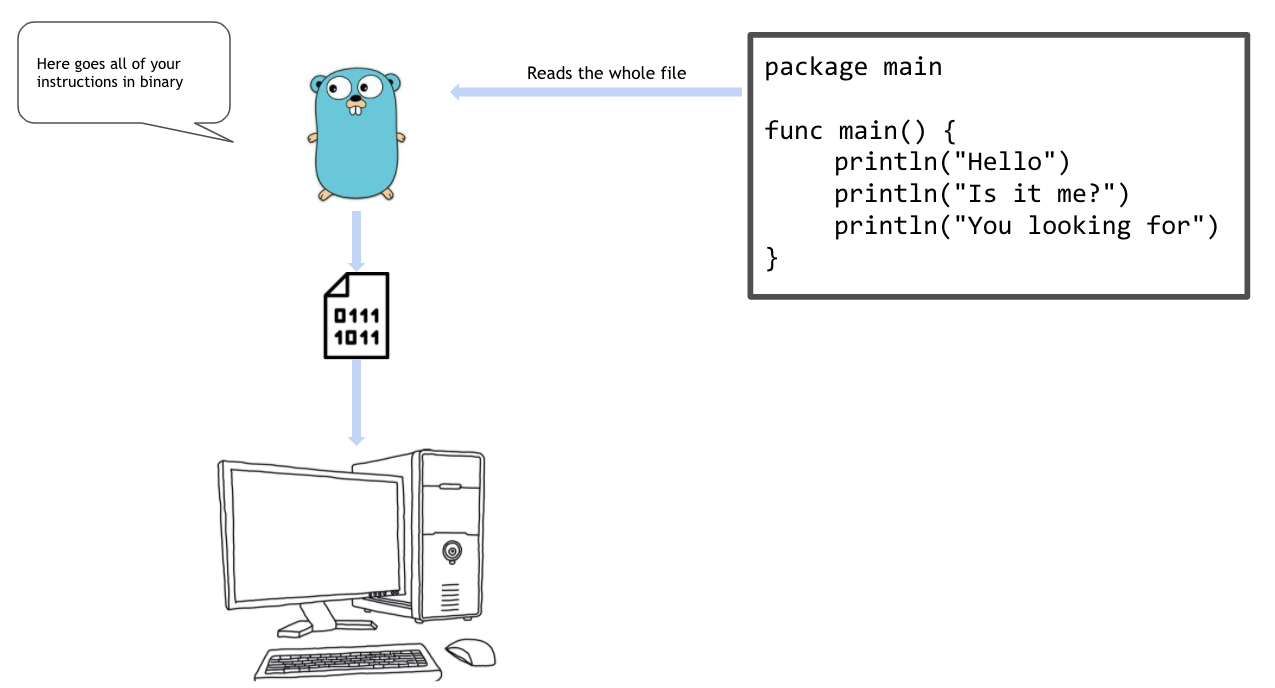 Here goes all of your
instructions in binary
Reads the whole file
package main
func main() {
println("Hello")
println("Is it me?")
println("You looking for")
}
0111
1011